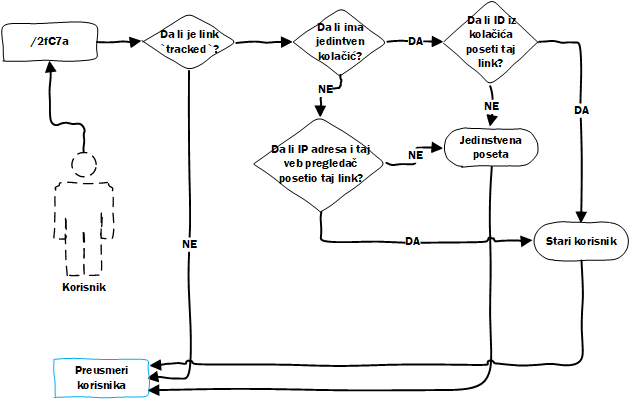 /2fC7a
Da li je link
`tracked`?
Da li ima
jedintven
kolačić?
DA
Da li ID iz
kolačića
poseti taj
link?
NE
NE
DA
Da li IP adresa i taj
veb pregledač
posetio taj link?
NE
Jedinstvena
poseta
NE
DA
Stari korisnik
Korisnik
Preusmeri
korisnika